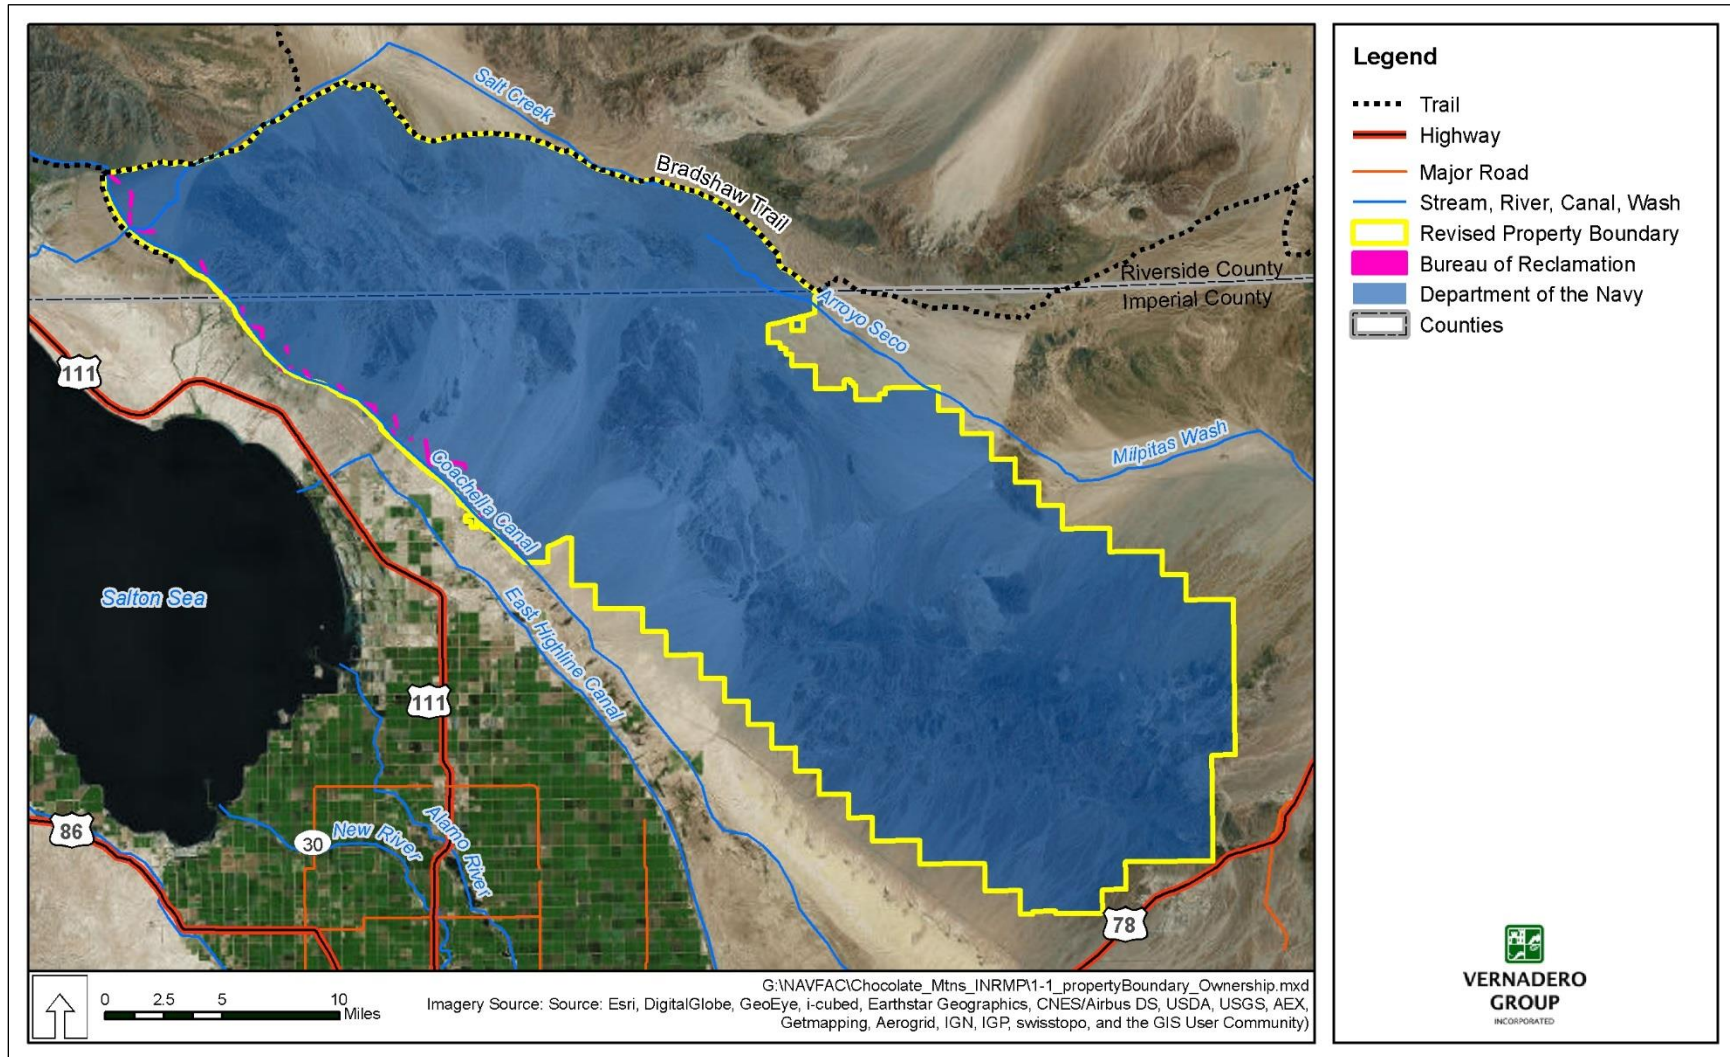 Salt Creek
Bradshaw Trail
Riverside County
Imperial County
Arroyo Seco
Milpitas Wash
111
Coachella Canal
Salton Sea
East Highline Canal
111
86
30
New River
Alamo River
78
0 2.5 5 10
Miles
G:\NAVFAC\Chocolate_Mtns_INRMP\1-1_propertyBoundary_Ownership.mxd
Imagery Source: Source: Esri, DigitalGlobe, GeoEye, i-cubed, Earthstar Geographics, CNES/Airbus DS, USDA, USGS, AEX,
Getmapping, Aerogrid, IGN, IGP, swisstopo, and the GIS User Community)
Legend
Trail
Highway
Major Road
Stream, River, Canal, Wash
Revised Property Boundary
Bureau of Reclamation
Department of the Navy
Counties
VERNADERO
GROUP
INCORPORATED